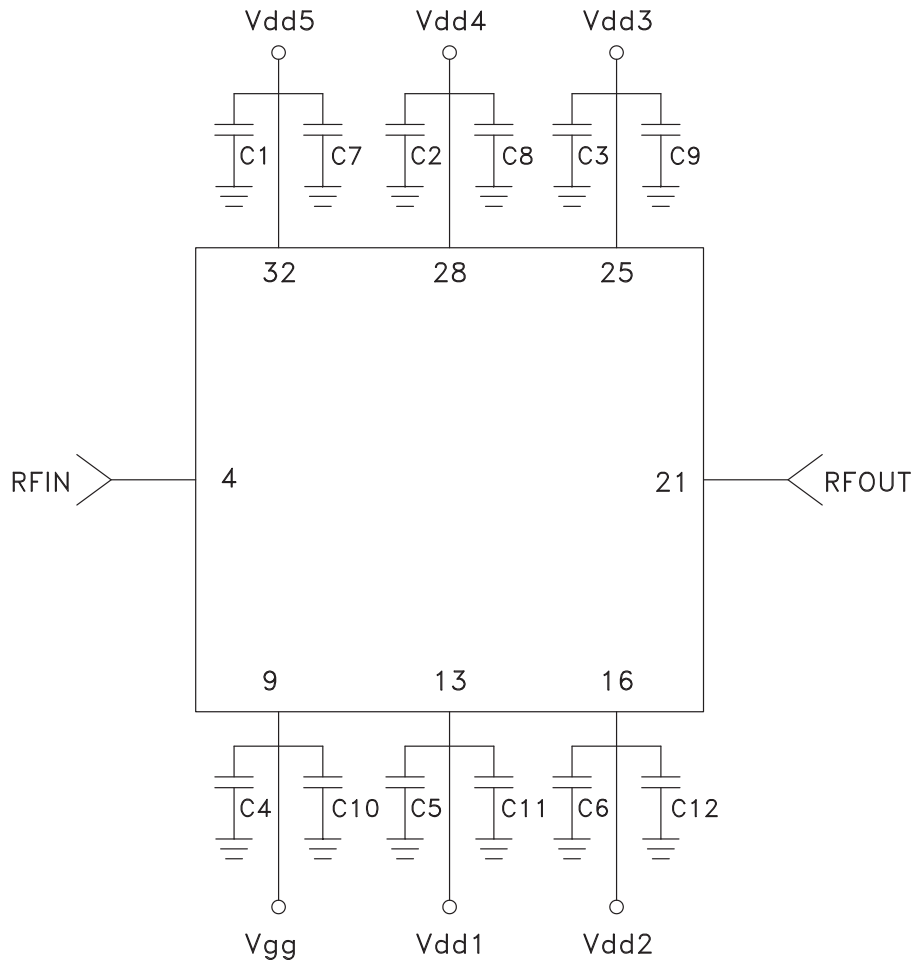 Vdd5 Vdd4 Vdd3
C1 C7 C2 C8 C3 C9
32 28 25
RFIN 4 21 RFOUT
9 13 16
C4 C10 C5 C11 C6 C12
Vgg Vdd1 Vdd2